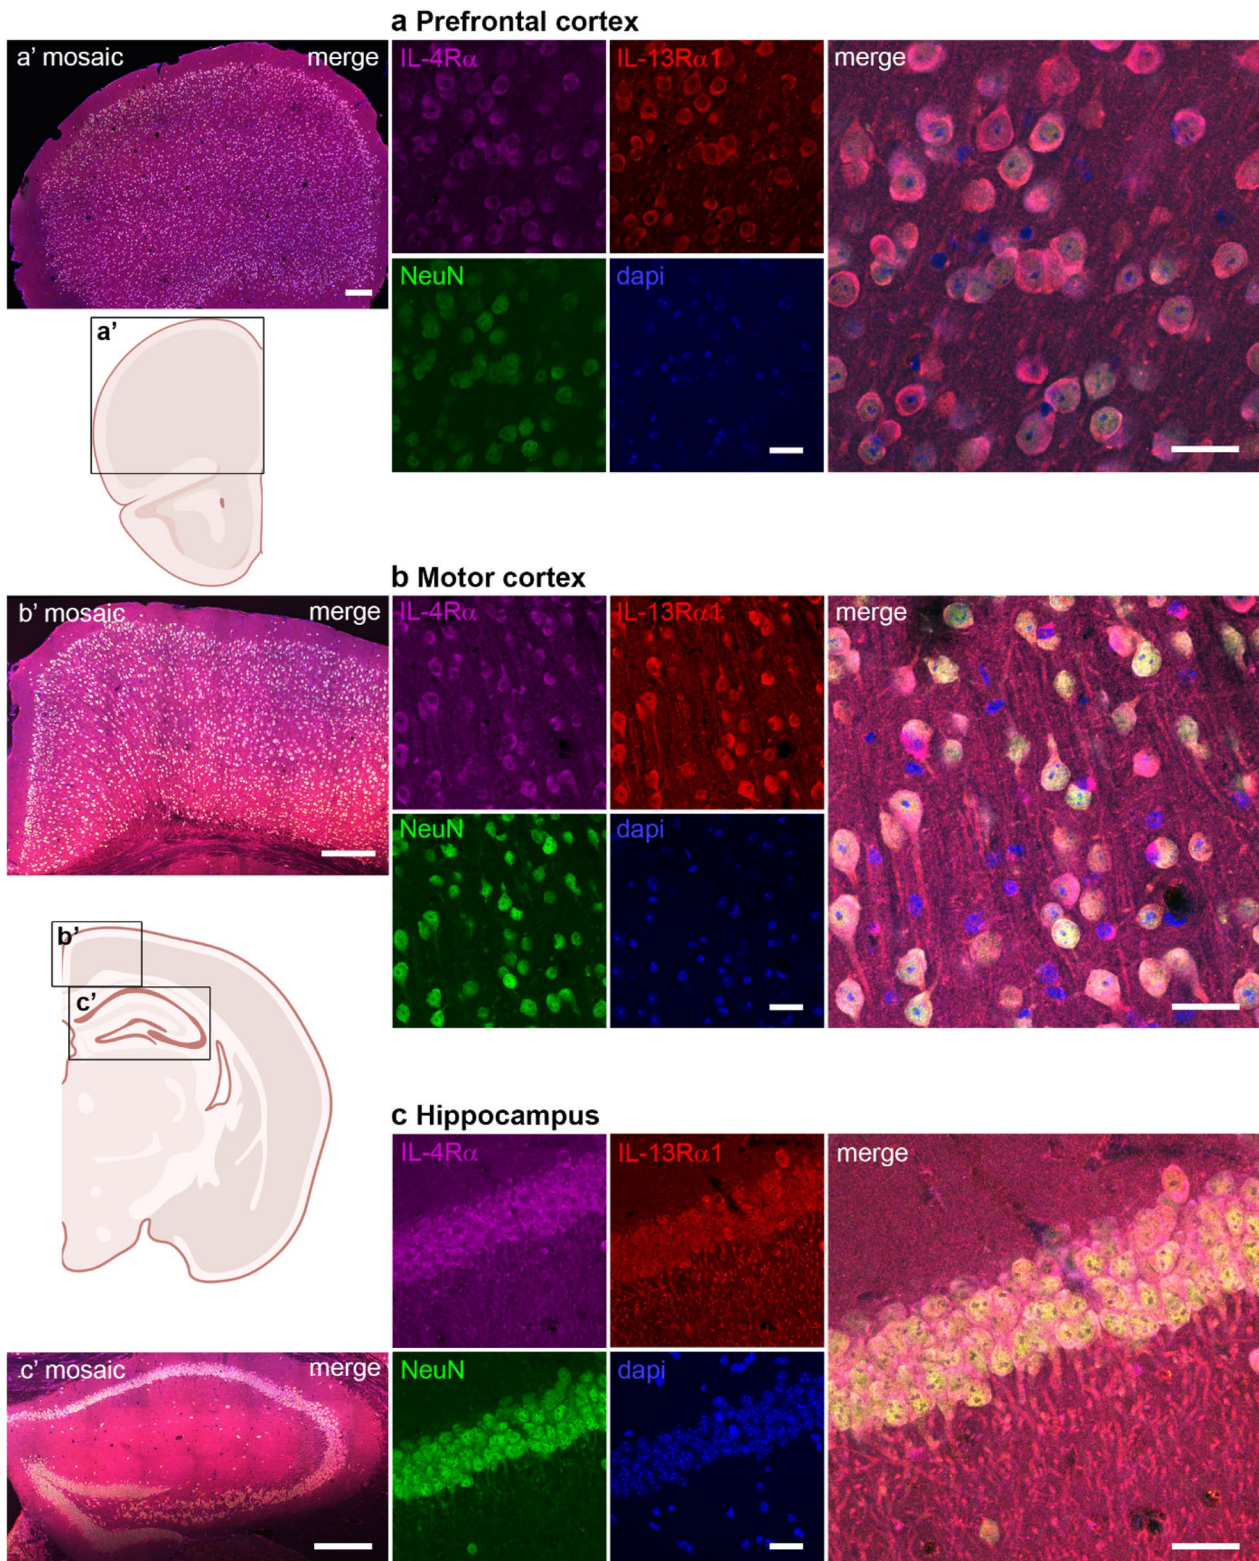 a Prefrontal cortex
a’ mosaic merge
IL-4Rα IL-13Rα1 merge
NeuN dapi
a’
b Motor cortex
b’ mosaic merge
IL-4Rα IL-13Rα1 merge
NeuN dapi
b’
c’
c Hippocampus
IL-4Rα IL-13Rα1 merge
c’ mosaic merge
NeuN dapi